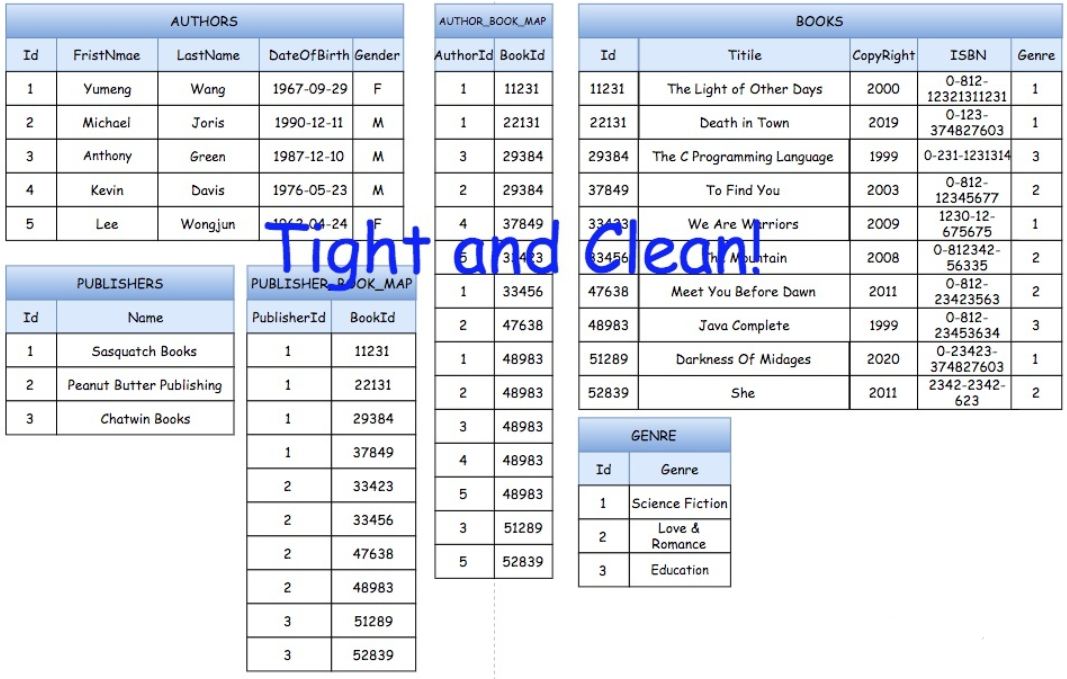 AUTHORS
Id FristNmae LastName DateOfBirth Gender
1 Yumeng Wang 1967-09-29 F
2 Michael Joris 1990-12-11 M
3 Anthony Green 1987-12-10 M
4 Kevin Davis 1976-05-23 M
5 Lee Wongjun 1962-04-24 F
AUTHOR_BOOK_MAP
AuthorId BookId
1 11231
1 22131
3 29384
2 29384
4 37849
5 33423
1 33456
2 47638
1 48983
2 48983
3 48983
4 48983
5 48983
3 51289
5 52839
BOOKS
Id Titile CopyRight ISBN Genre
11231 The Light of Other Days 2000 0-812-
12321311231 1
22131 Death in Town 2019 0-123-
374827603 1
29384 The C Programming Language 1999 0-231-1231314 3
37849 To Find You 2003 0-812-
12345677 2
33423 We Are Warriors 2009 1230-12-
675675 1
33456 The Mountain 2008 0-812342-
56335 2
47638 Meet You Before Dawn 2011 0-812-
23423563 2
48983 Java Complete 1999 0-812-
23453634 3
51289 Darkness Of Midages 2020 0-23423-
374827603 1
52839 She 2011 2342-2342-
623 2
Tight and Clean!
PUBLISHERS
Id Name
1 Sasquatch Books
2 Peanut Butter Publishing
3 Chatwin Books
PUBLISHER_BOOK_MAP
PublisherId BookId
1 11231
1 22131
1 29384
1 37849
2 33423
2 33456
2 47638
2 48983
3 51289
3 52839
GENRE
Id Genre
1 Science Fiction
2 Love &
Romance
3 Education